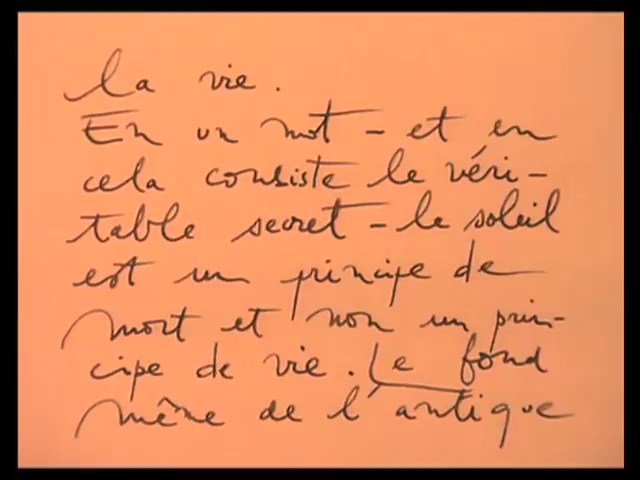 la vie.
En un mot - et en
cela consiste le véri-
table secret - le soleil
est un principe de
mort et non un prin-
cipe de vie. Le fond
même de l'antique